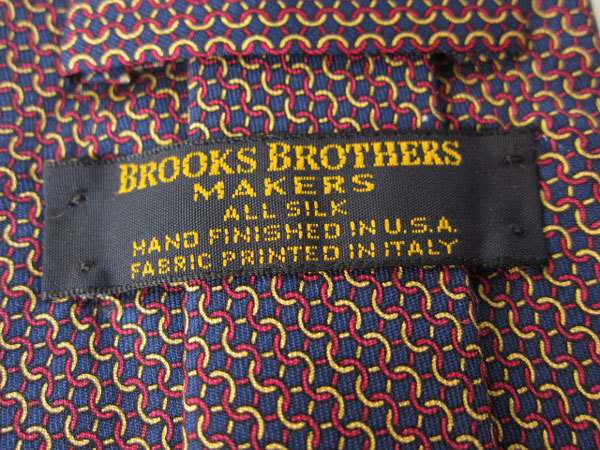 BROOKS BROTHERS
MAKERS
ALL SILK
HAND FINISHED IN U.S.A.
FABRIC PRINTED IN ITALY